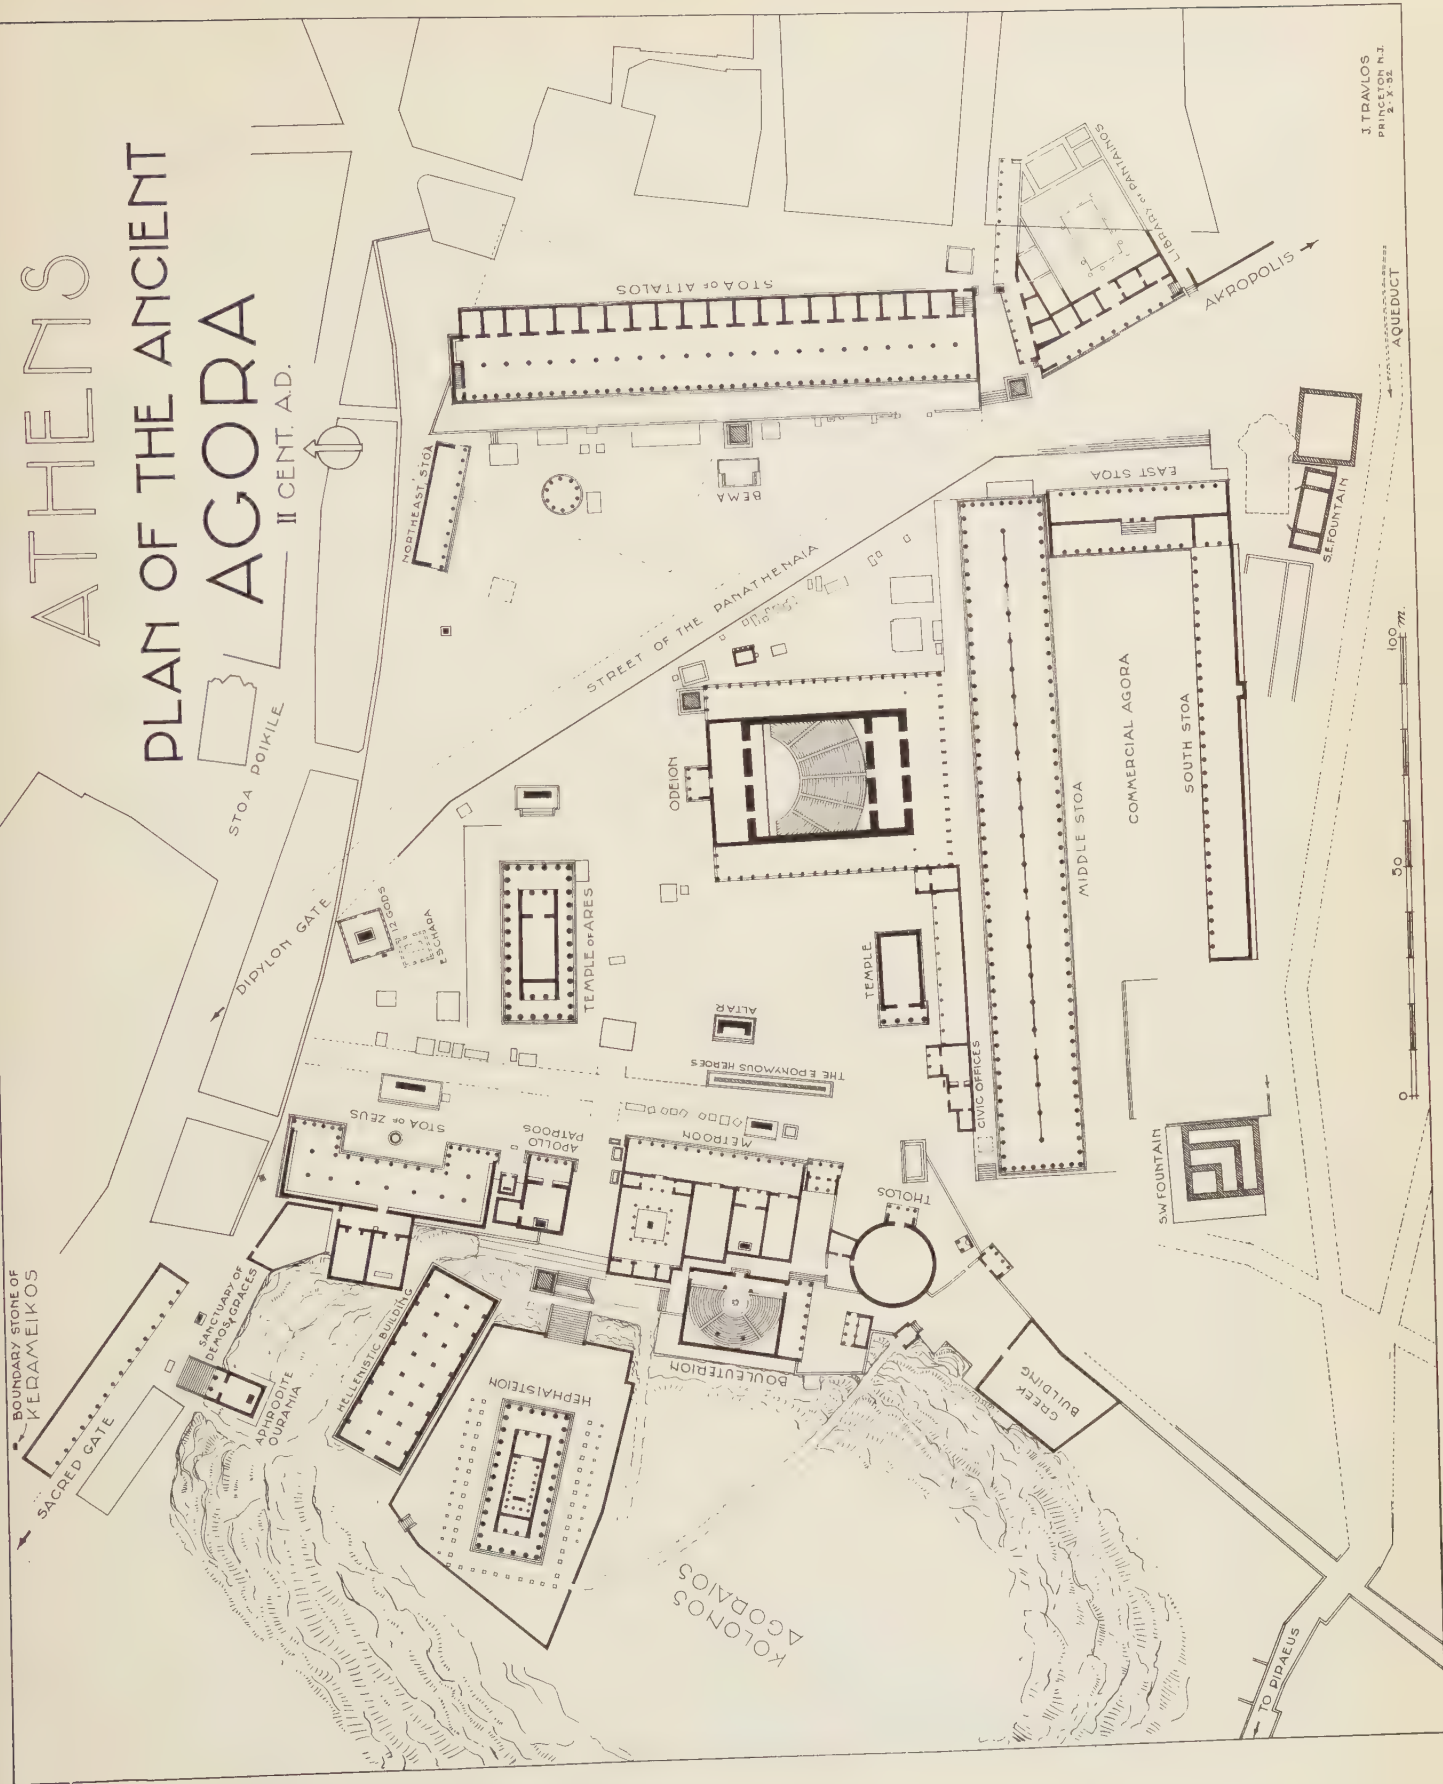 ATHENS
PLAN OF THE ANCIENT
AGORA
II CENT. A.D.
J. TRAVLOS
PRINCETON N.J.
2-X-52
STOA OF ATTALOS
LIBRARY OF PANTAINOS
AKROPOLIS
AQUEDUCT
NORTHEAST STOA
BEMA
EAST STOA
S.E. FOUNTAIN
STREET OF THE PANATHENAIA
STOA POIKILE
ODEION
COMMERCIAL AGORA
SOUTH STOA
MIDDLE STOA
100 m.
50
0
DIPYLON GATE
12 GODS
ESCHARA
TEMPLE OF ARES
TEMPLE
ALTAR
THE EPONYMOUS HEROES
CIVIC OFFICES
STOA OF ZEUS
APOLLO
PATROOS
METROON
THOLOS
S.W. FOUNTAIN
BOUNDARY STONE OF
KERAMEIKOS
SANCTUARY OF
DEMOS & GRACES
HELLENISTIC BUILDING
APHRODITE
OURANIA
SACRED GATE
HEPHAISTEION
BOULEUTERION
GREEK
BUILDING
KOLONOS
AGORAIOS
TO PIRAEUS